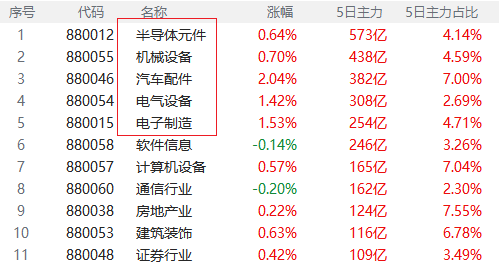 序号 代码 名称 涨幅 5日主力 5日主力占比
1 880012 半导体元件 0.64% 573亿 4.14%
2 880055 机械设备 0.70% 438亿 4.59%
3 880046 汽车配件 2.04% 382亿 7.00%
4 880054 电气设备 1.42% 308亿 2.69%
5 880015 电子制造 1.53% 254亿 4.71%
6 880058 软件信息 -0.14% 246亿 3.26%
7 880057 计算机设备 0.57% 165亿 7.04%
8 880060 通信行业 -0.20% 162亿 2.30%
9 880038 房地产业 0.22% 124亿 7.55%
10 880053 建筑装饰 0.63% 116亿 6.78%
11 880048 证券行业 0.42% 109亿 3.49%